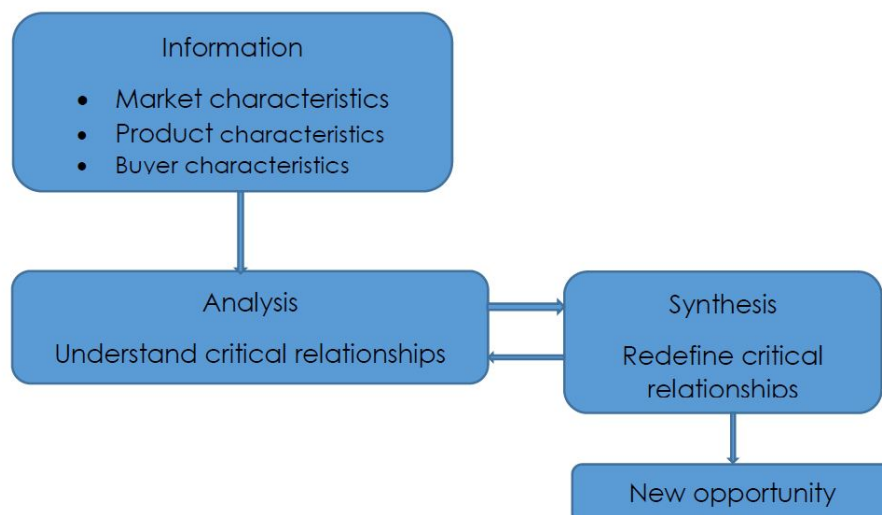 Information
• Market characteristics
• Product characteristics
• Buyer characteristics
Analysis
Understand critical relationships
Synthesis
Redefine critical
relationships
New opportunity